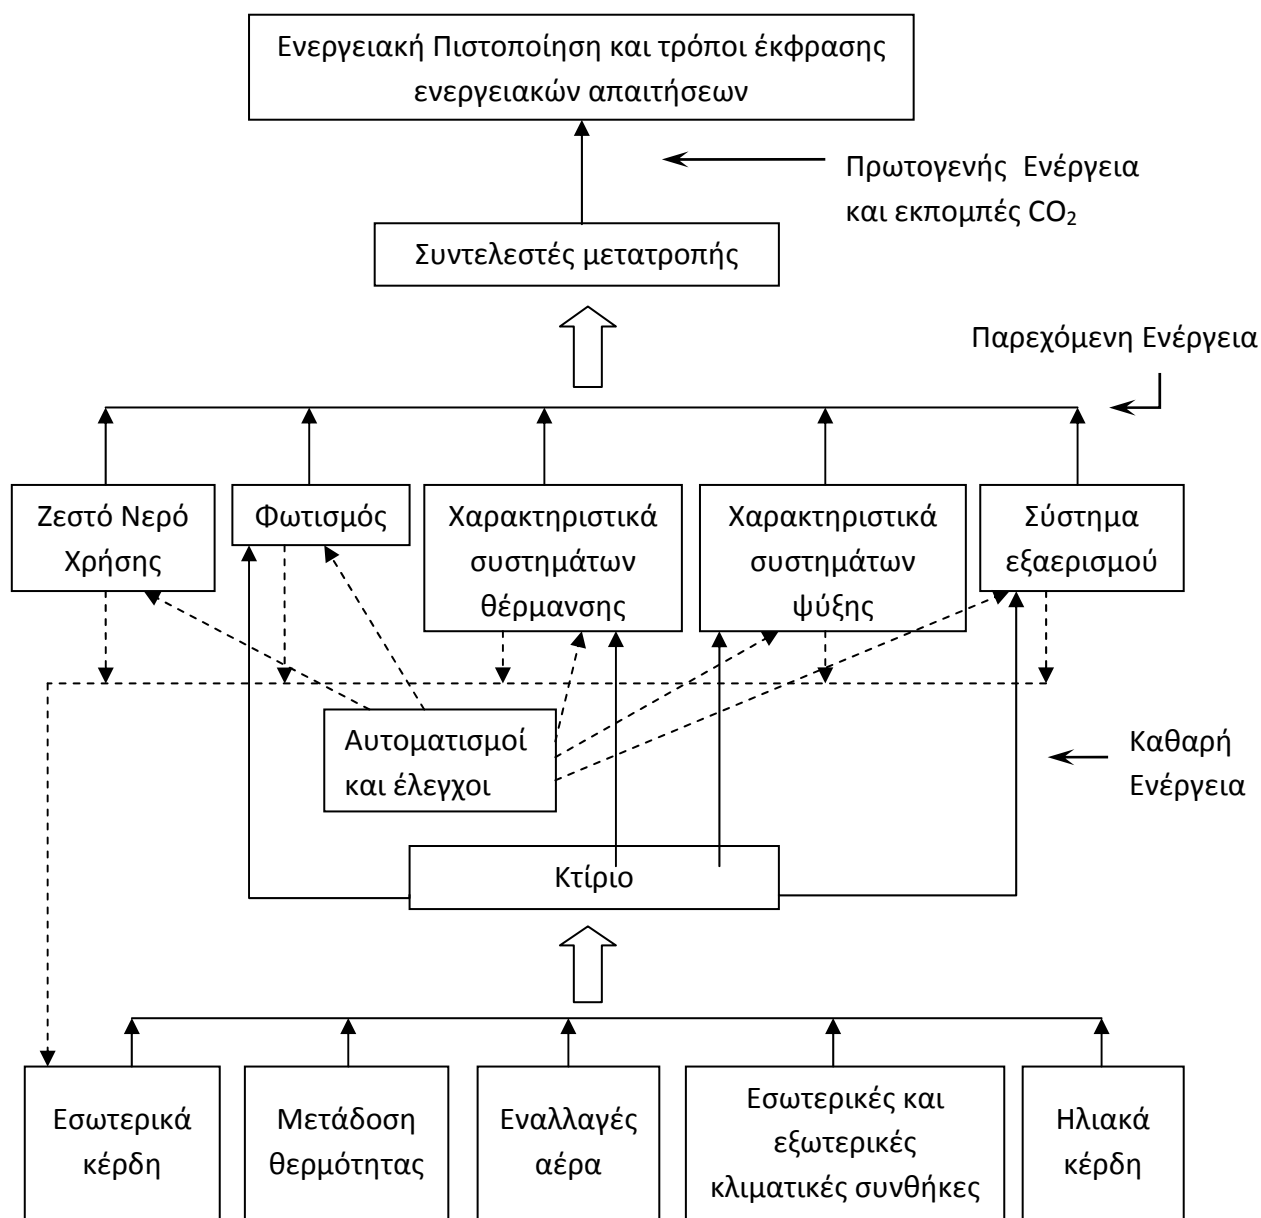 Ενεργειακή Πιστοποίηση και τρόποι έκφρασης
ενεργειακών απαιτήσεων
Πρωτογενής Ενέργεια
και εκπομπές CO₂
Συντελεστές μετατροπής
Παρεχόμενη Ενέργεια
Ζεστό Νερό
Χρήσης
Φωτισμός
Χαρακτηριστικά
συστημάτων
θέρμανσης
Χαρακτηριστικά
συστημάτων
ψύξης
Σύστημα
εξαερισμού
Αυτοματισμοί
και έλεγχοι
Καθαρή
Ενέργεια
Κτίριο
Εσωτερικά
κέρδη
Μετάδοση
θερμότητας
Εναλλαγές
αέρα
Εσωτερικές και
εξωτερικές
κλιματικές συνθήκες
Ηλιακά
κέρδη